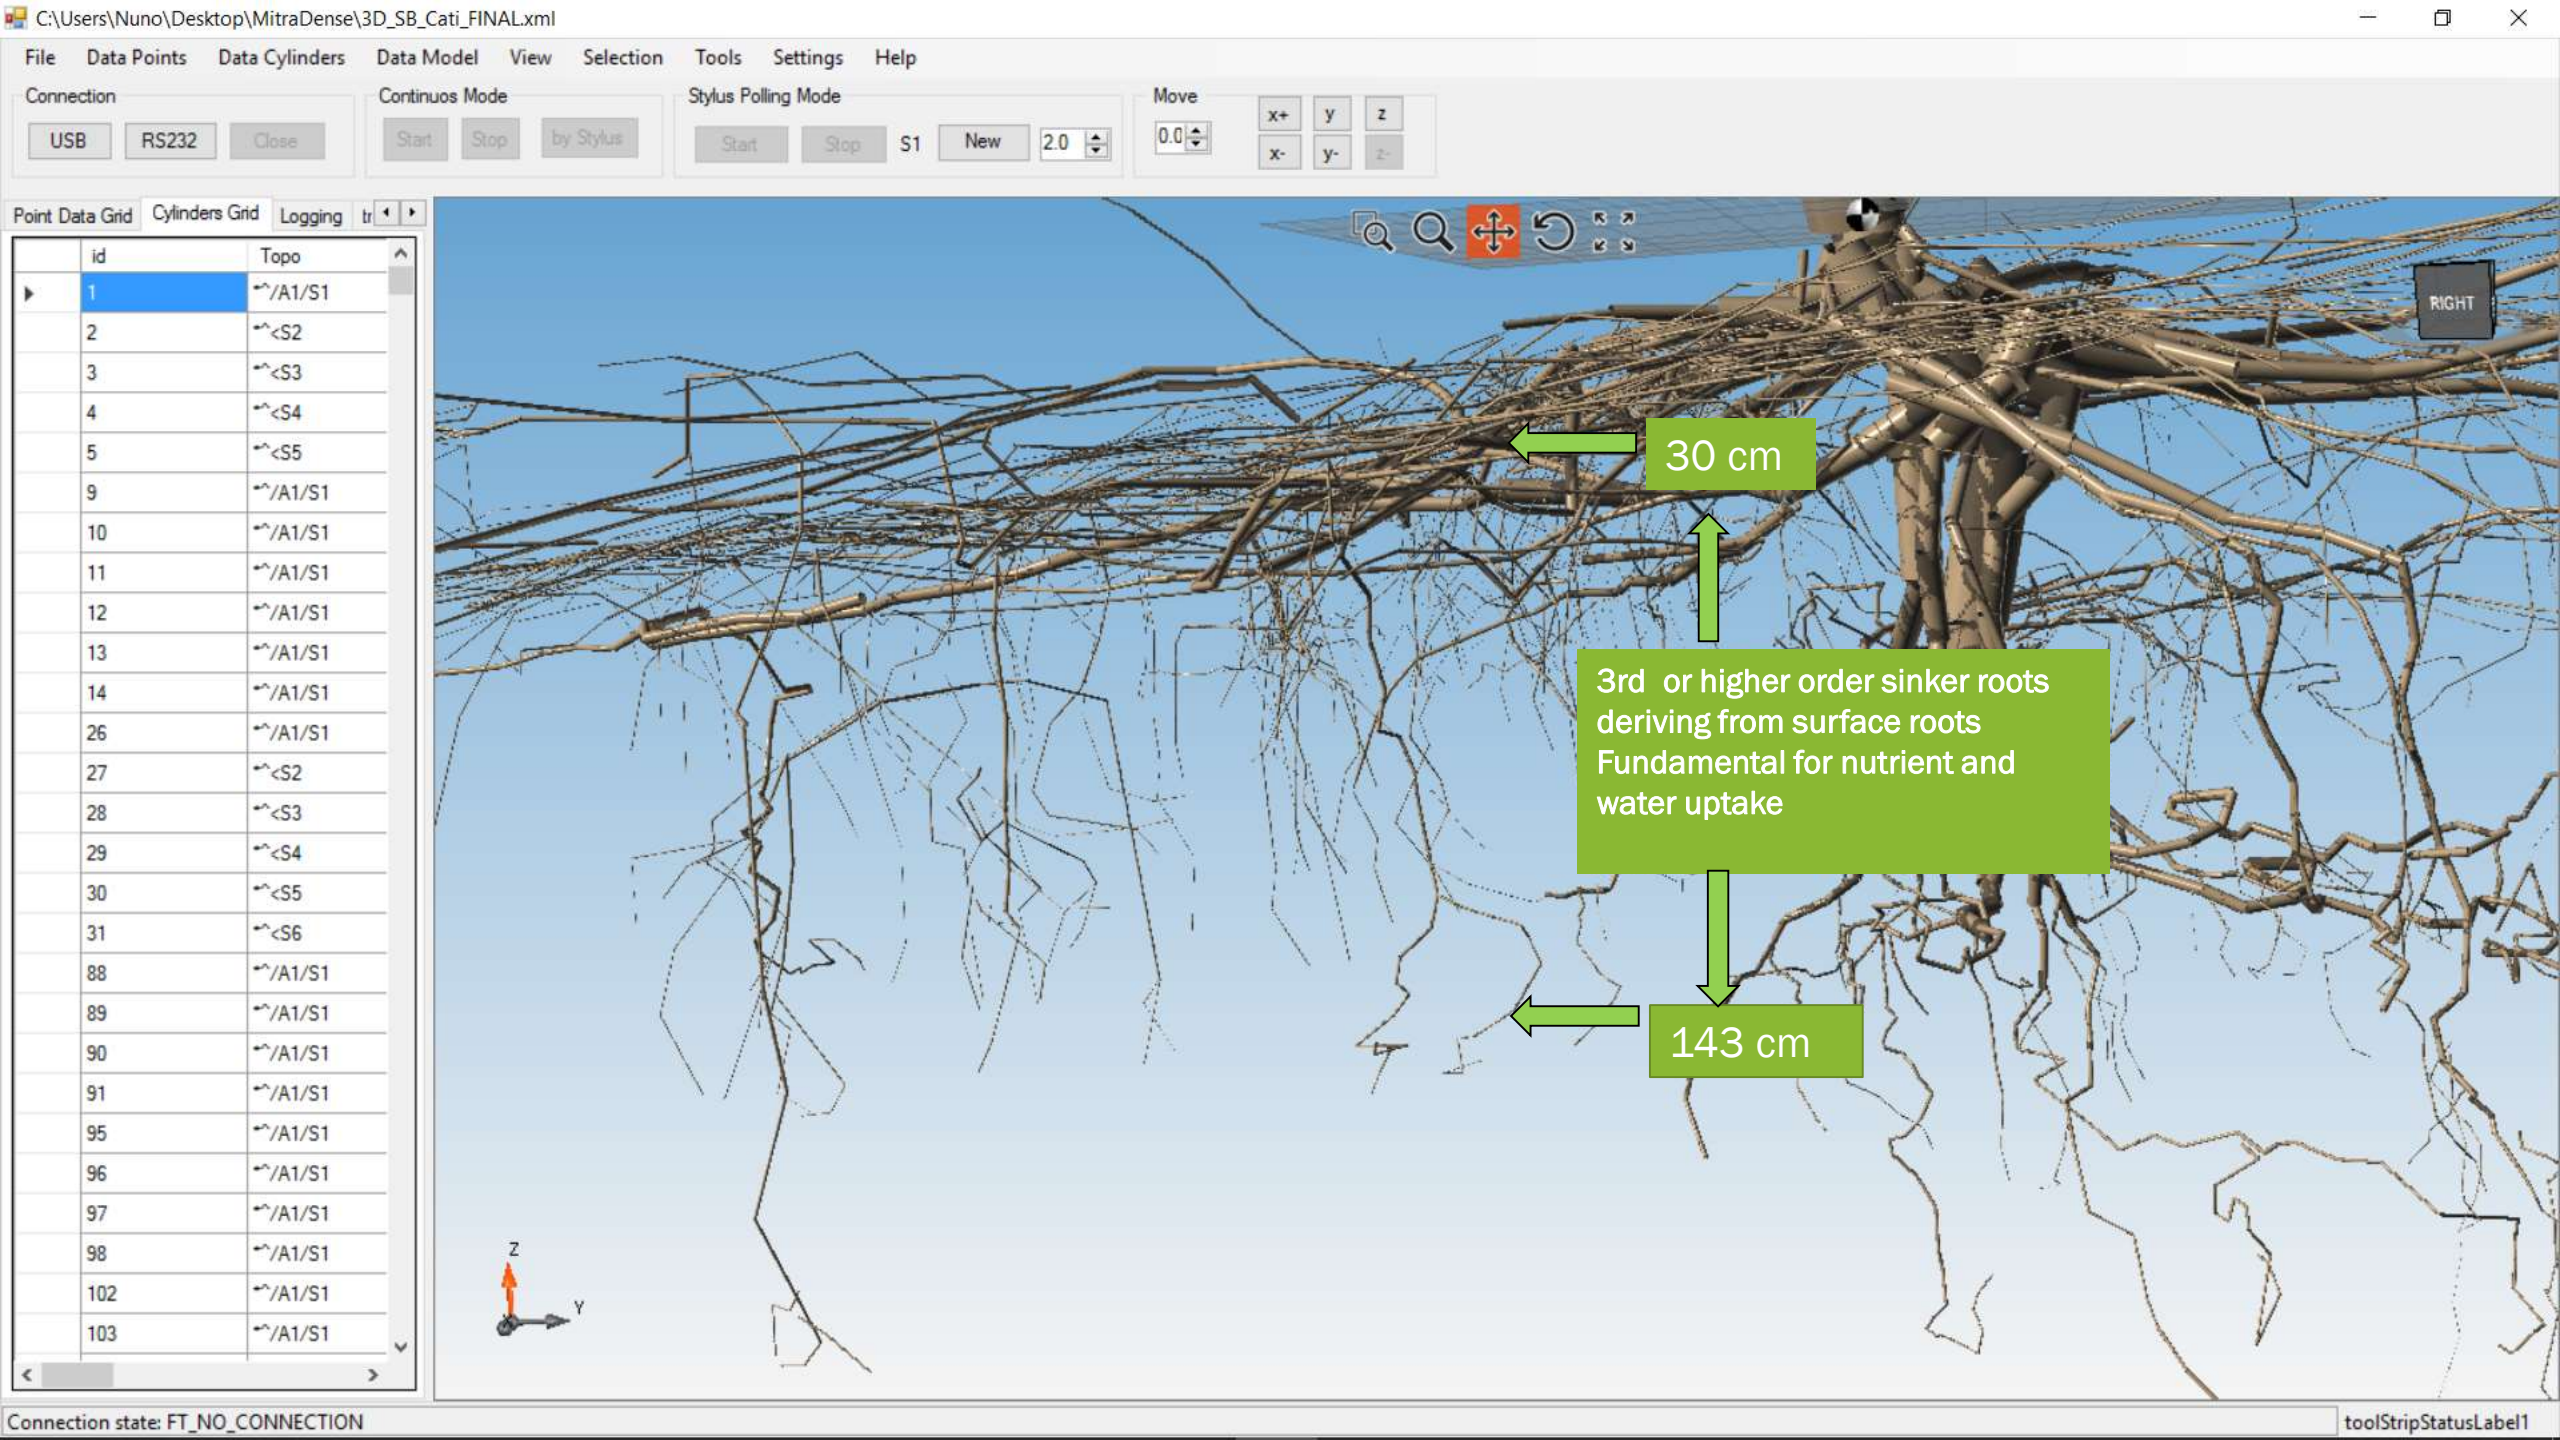 C:\Users\Nuno\Desktop\MitraDense\3D_SB_Cati_FINAL.xml
File Data Points Data Cylinders Data Model View Selection Tools Settings Help
Connection Continuos Mode Stylus Polling Mode Move
USB RS232 Close Start Stop by Stylus Start Stop S1 New 2.0 0.0 x+ y z
x- y- z-
Point Data Grid Cylinders Grid Logging tr
id Topo
1 *^/A1/S1
2 *^<S2
3 *^<S3
4 *^<S4
5 *^<S5
9 *^/A1/S1
10 *^/A1/S1
11 *^/A1/S1
12 *^/A1/S1
13 *^/A1/S1
14 *^/A1/S1
26 *^/A1/S1
27 *^<S2
28 *^<S3
29 *^<S4
30 *^<S5
31 *^<S6
88 *^/A1/S1
89 *^/A1/S1
90 *^/A1/S1
91 *^/A1/S1
95 *^/A1/S1
96 *^/A1/S1
97 *^/A1/S1
98 *^/A1/S1
102 *^/A1/S1
103 *^/A1/S1
RIGHT
30 cm
3rd or higher order sinker roots
deriving from surface roots
Fundamental for nutrient and
water uptake
143 cm
Z
Y
Connection state: FT_NO_CONNECTION
toolStripStatusLabel1